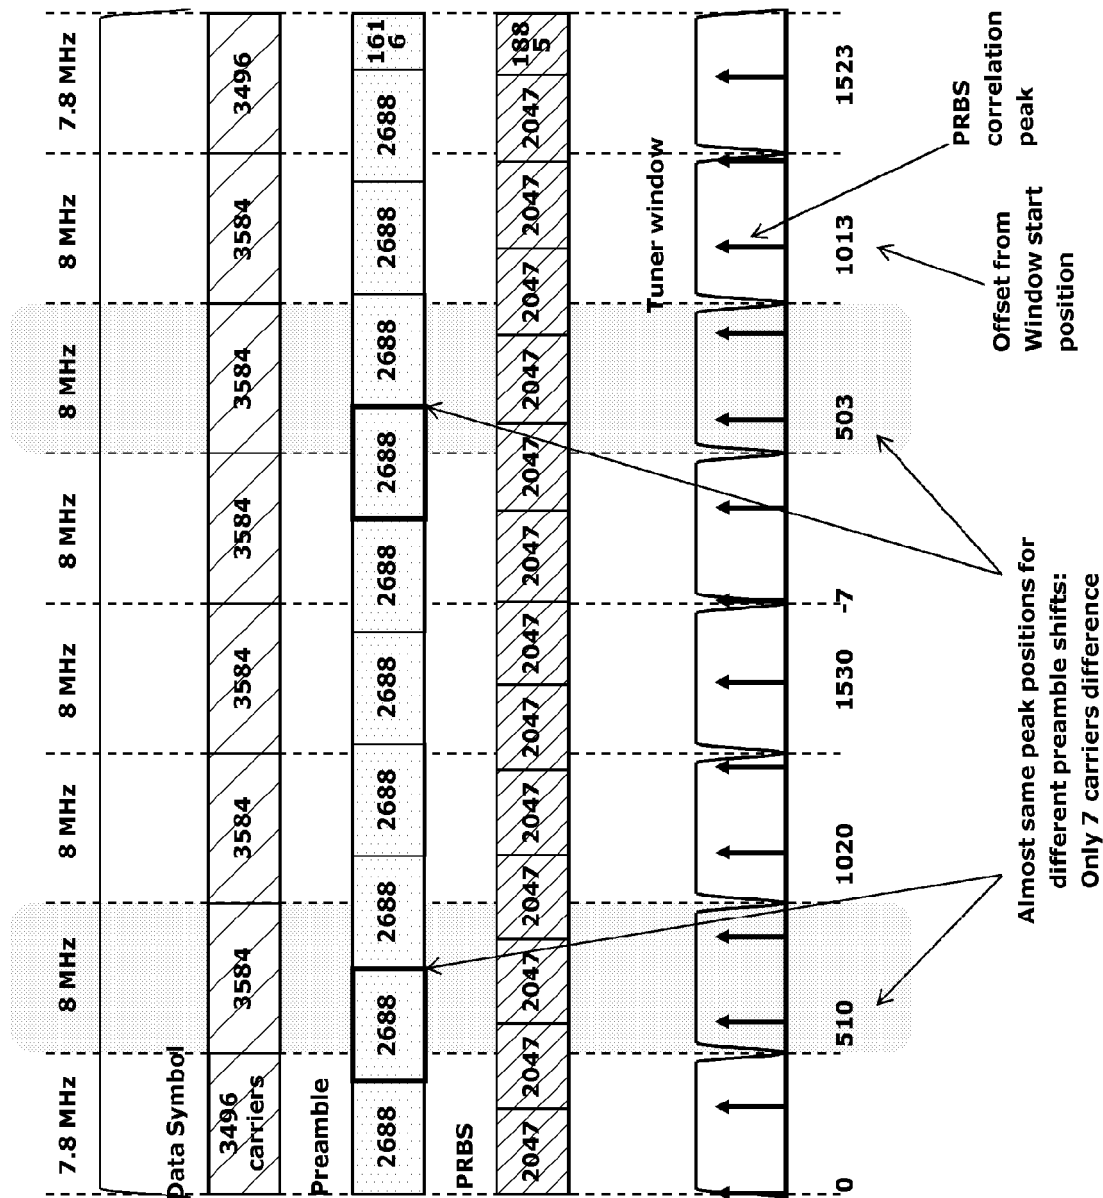 7.8 MHz 8 MHz 8 MHz 8 MHz 8 MHz 8 MHz 8 MHz 7.8 MHz
Data Symbol
3496 3584 3584 3584 3584 3584 3584 3496
carriers
Preamble
2688 2688 2688 2688 2688 2688 2688 2688 2688 2688 161
6
PRBS
2047 2047 2047 2047 2047 2047 2047 2047 2047 2047 2047 2047 2047 188
5
Tuner window
0 510 1020 1530 -7 503 1013 1523
PRBS
correlation
peak
Offset from
Window start
position
Almost same peak positions for
different preamble shifts:
Only 7 carriers difference